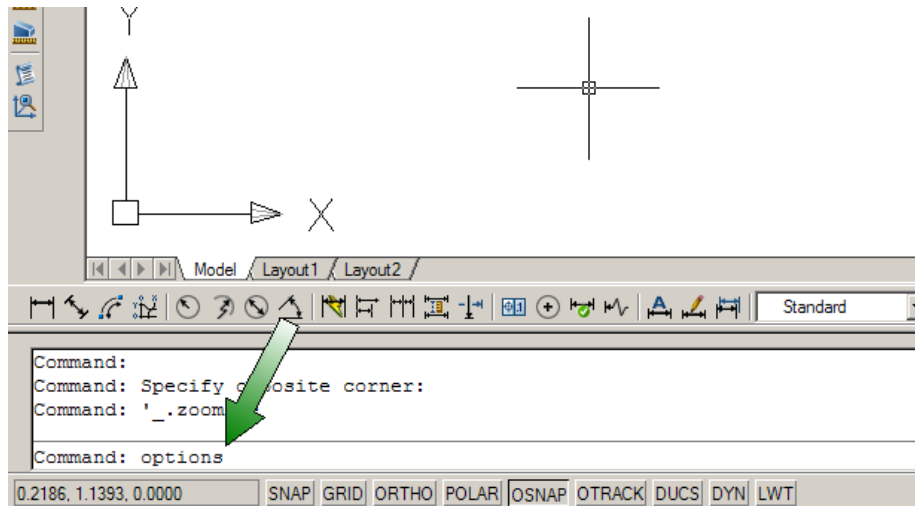 Y
X
Model Layout1 Layout2
Standard
Command:
Command: Specify opposite corner:
Command: '_.zoom
Command: options
0.2186, 1.1393, 0.0000 SNAP GRID ORTHO POLAR OSNAP OTRACK DUCS DYN LWT